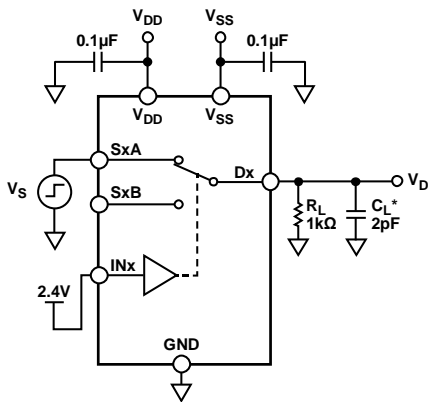 VDD
VSS
0.1µF
0.1µF
VDD
VSS
SxA
Dx
VD
VS
SxB
RL
1kΩ
CL*
2pF
INx
2.4V
GND